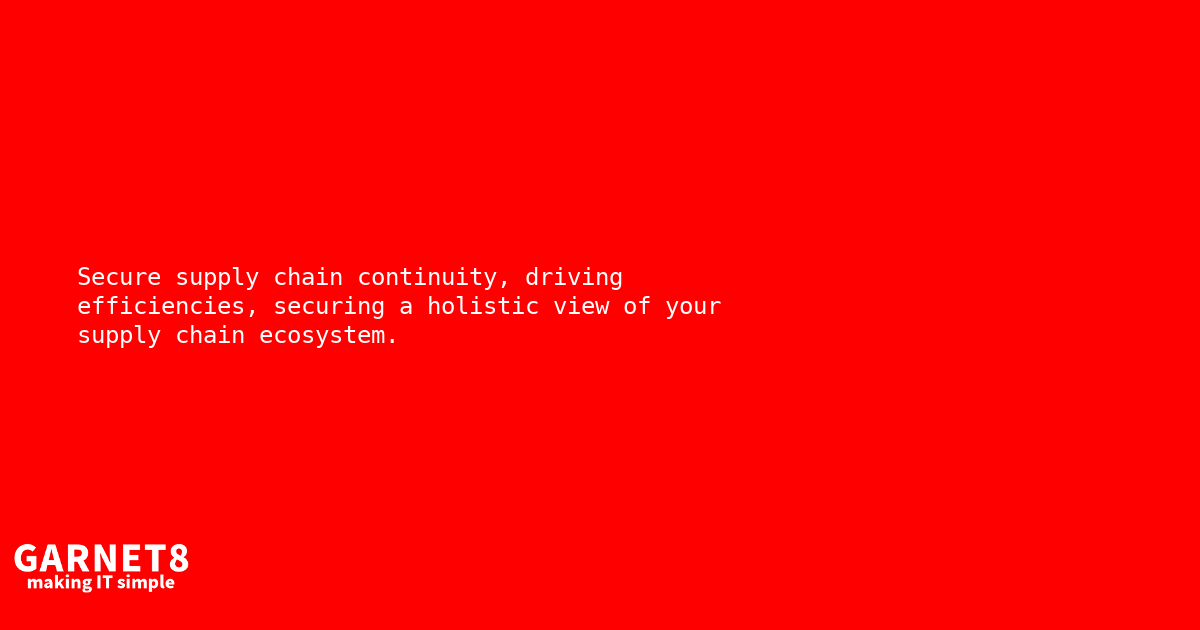 Secure supply chain continuity, driving
efficiencies, securing a holistic view of your
supply chain ecosystem.
GARNET8
making IT simple